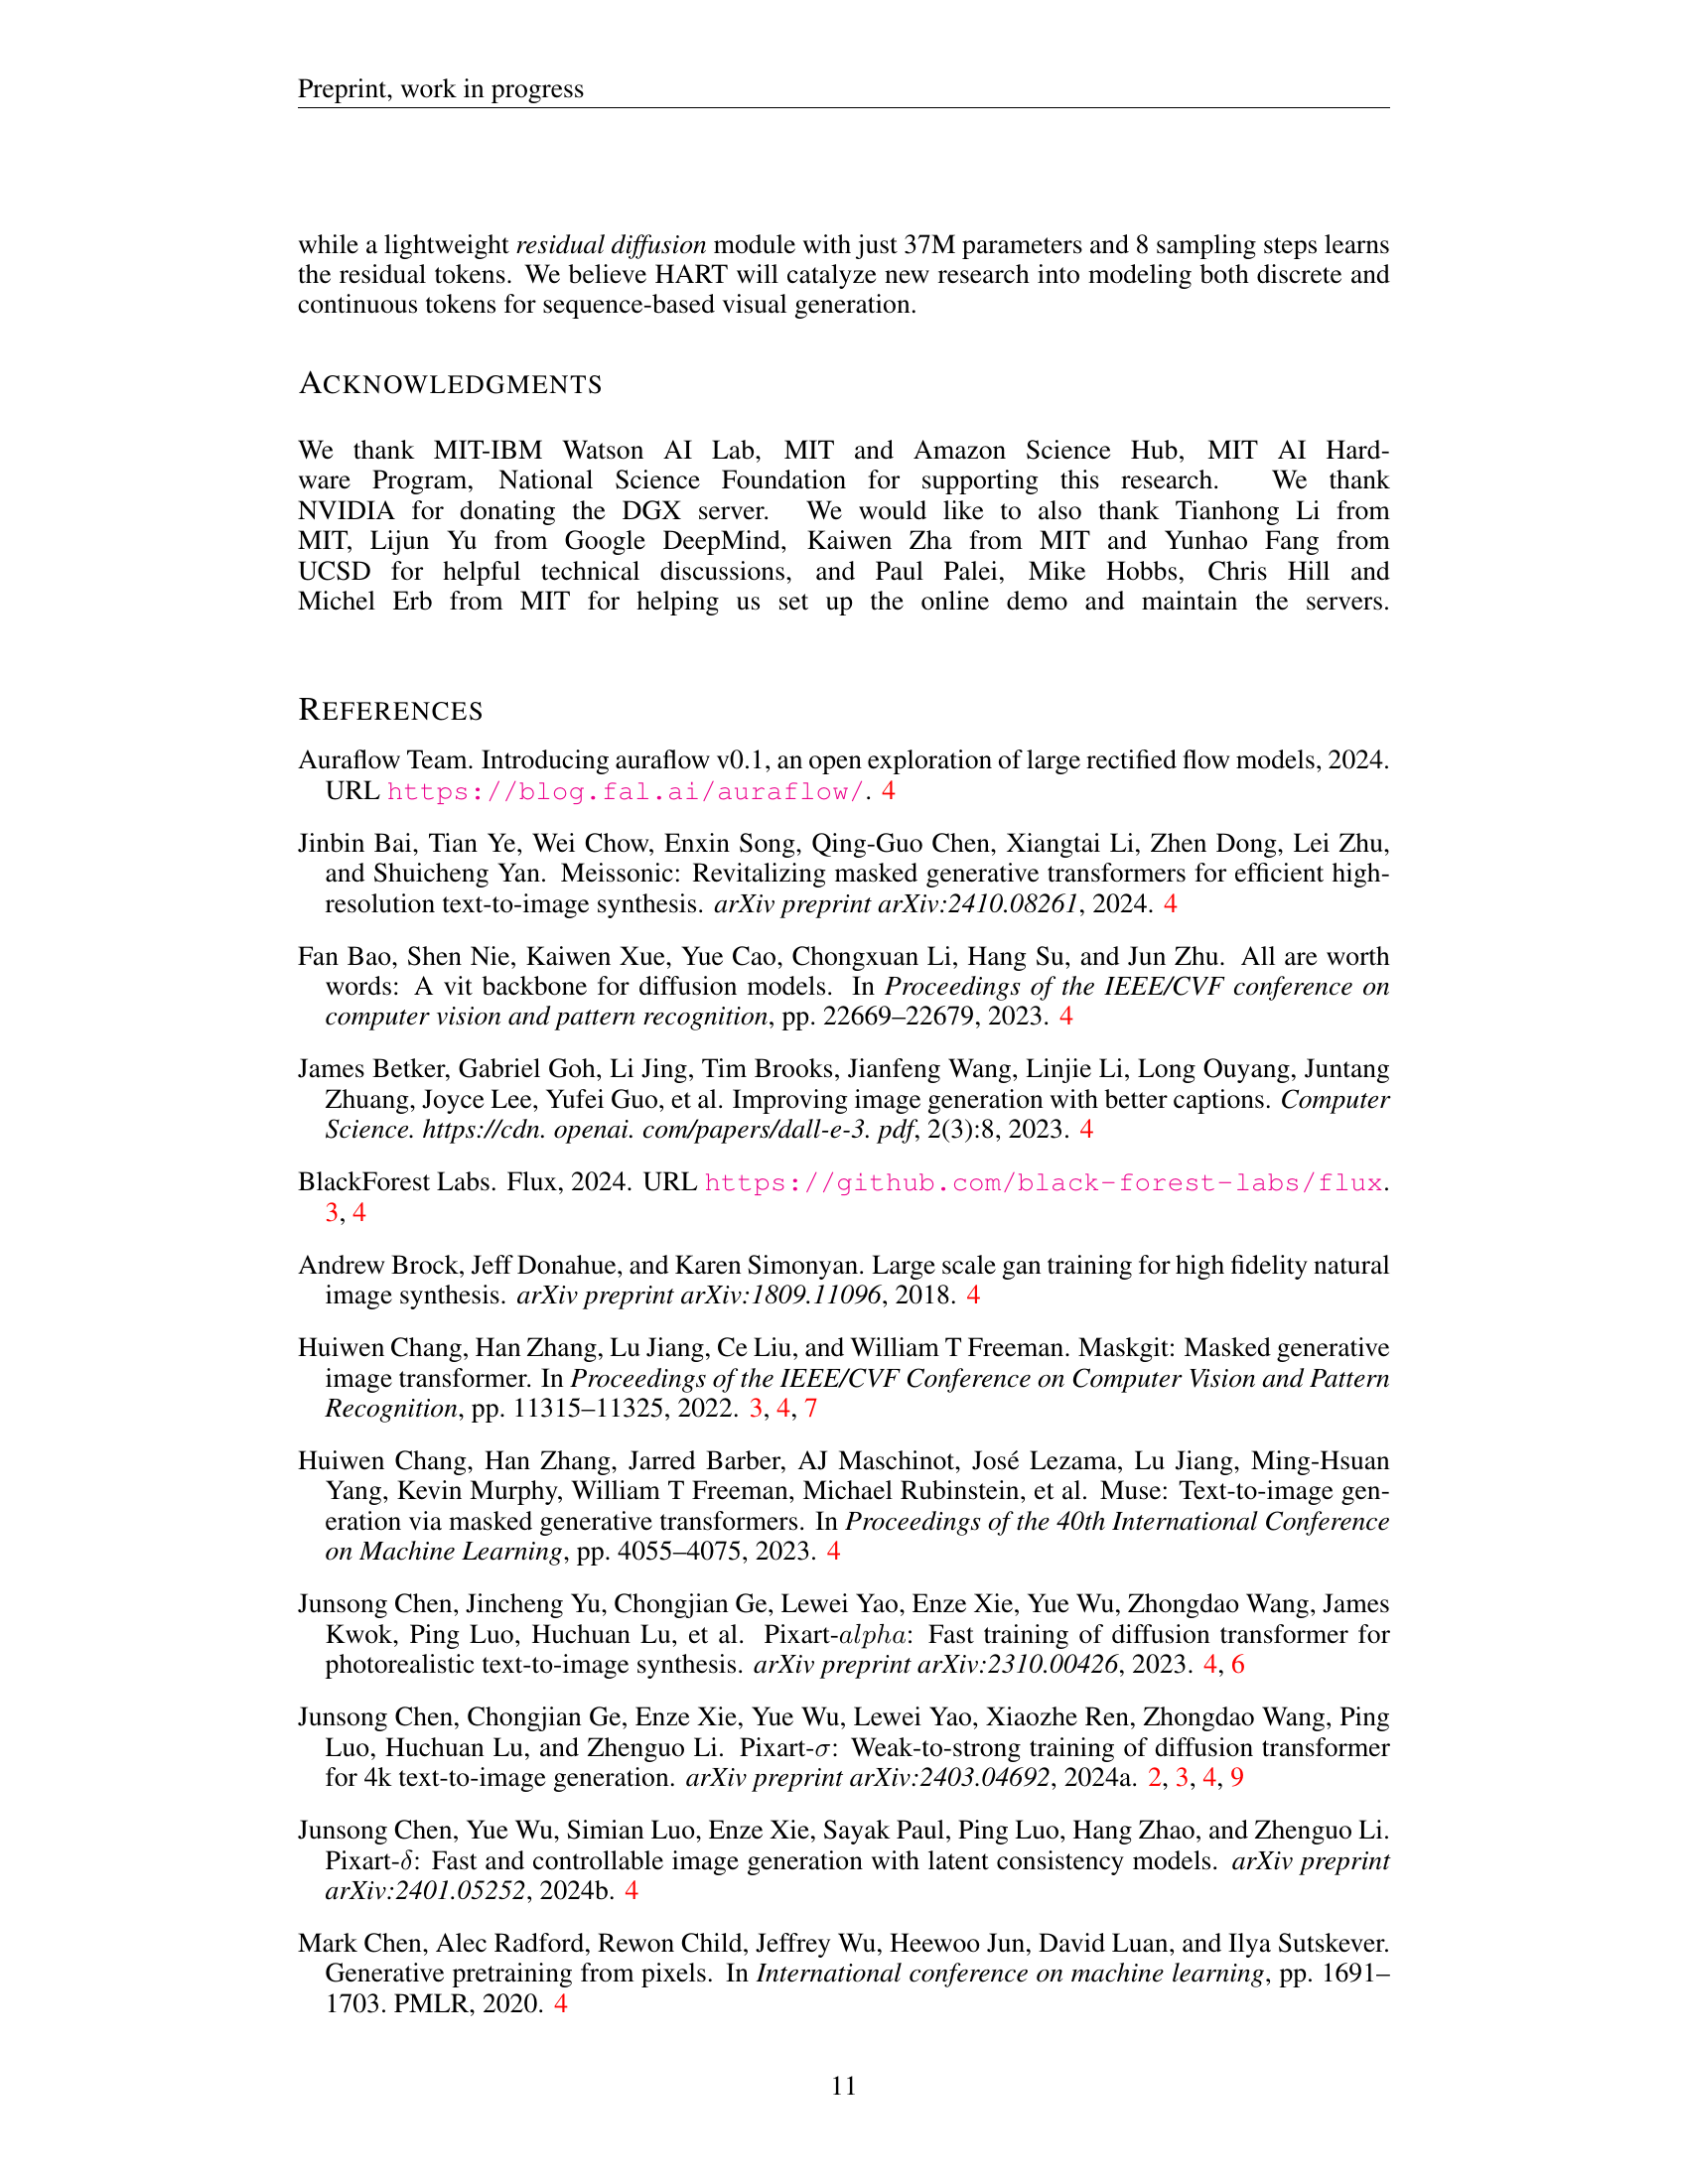 Preprint, work in progress
while a lightweight residual diffusion module with just 37M parameters and 8 sampling steps learns
the residual tokens. We believe HART will catalyze new research into modeling both discrete and
continuous tokens for sequence-based visual generation.
ACKNOWLEDGMENTS
We thank MIT-IBM Watson AI Lab, MIT and Amazon Science Hub, MIT AI Hard-
ware Program, National Science Foundation for supporting this research. We thank
NVIDIA for donating the DGX server. We would like to also thank Tianhong Li from
MIT, Lijun Yu from Google DeepMind, Kaiwen Zha from MIT and Yunhao Fang from
UCSD for helpful technical discussions, and Paul Palei, Mike Hobbs, Chris Hill and
Michel Erb from MIT for helping us set up the online demo and maintain the servers.
REFERENCES
Auraflow Team. Introducing auraflow v0.1, an open exploration of large rectified flow models, 2024.
URL https://blog.fal.ai/auraflow/. 4
Jinbin Bai, Tian Ye, Wei Chow, Enxin Song, Qing-Guo Chen, Xiangtai Li, Zhen Dong, Lei Zhu,
and Shuicheng Yan. Meissonic: Revitalizing masked generative transformers for efficient high-
resolution text-to-image synthesis. arXiv preprint arXiv:2410.08261, 2024. 4
Fan Bao, Shen Nie, Kaiwen Xue, Yue Cao, Chongxuan Li, Hang Su, and Jun Zhu. All are worth
words: A vit backbone for diffusion models. In Proceedings of the IEEE/CVF conference on
computer vision and pattern recognition, pp. 22669–22679, 2023. 4
James Betker, Gabriel Goh, Li Jing, Tim Brooks, Jianfeng Wang, Linjie Li, Long Ouyang, Juntang
Zhuang, Joyce Lee, Yufei Guo, et al. Improving image generation with better captions. Computer
Science. https://cdn. openai. com/papers/dall-e-3. pdf, 2(3):8, 2023. 4
BlackForest Labs. Flux, 2024. URL https://github.com/black-forest-labs/flux.
3, 4
Andrew Brock, Jeff Donahue, and Karen Simonyan. Large scale gan training for high fidelity natural
image synthesis. arXiv preprint arXiv:1809.11096, 2018. 4
Huiwen Chang, Han Zhang, Lu Jiang, Ce Liu, and William T Freeman. Maskgit: Masked generative
image transformer. In Proceedings of the IEEE/CVF Conference on Computer Vision and Pattern
Recognition, pp. 11315–11325, 2022. 3, 4, 7
Huiwen Chang, Han Zhang, Jarred Barber, AJ Maschinot, José Lezama, Lu Jiang, Ming-Hsuan
Yang, Kevin Murphy, William T Freeman, Michael Rubinstein, et al. Muse: Text-to-image gen-
eration via masked generative transformers. In Proceedings of the 40th International Conference
on Machine Learning, pp. 4055–4075, 2023. 4
Junsong Chen, Jincheng Yu, Chongjian Ge, Lewei Yao, Enze Xie, Yue Wu, Zhongdao Wang, James
Kwok, Ping Luo, Huchuan Lu, et al. Pixart-alpha: Fast training of diffusion transformer for
photorealistic text-to-image synthesis. arXiv preprint arXiv:2310.00426, 2023. 4, 6
Junsong Chen, Chongjian Ge, Enze Xie, Yue Wu, Lewei Yao, Xiaozhe Ren, Zhongdao Wang, Ping
Luo, Huchuan Lu, and Zhenguo Li. Pixart-σ: Weak-to-strong training of diffusion transformer
for 4k text-to-image generation. arXiv preprint arXiv:2403.04692, 2024a. 2, 3, 4, 9
Junsong Chen, Yue Wu, Simian Luo, Enze Xie, Sayak Paul, Ping Luo, Hang Zhao, and Zhenguo Li.
Pixart-δ: Fast and controllable image generation with latent consistency models. arXiv preprint
arXiv:2401.05252, 2024b. 4
Mark Chen, Alec Radford, Rewon Child, Jeffrey Wu, Heewoo Jun, David Luan, and Ilya Sutskever.
Generative pretraining from pixels. In International conference on machine learning, pp. 1691–
1703. PMLR, 2020. 4
11